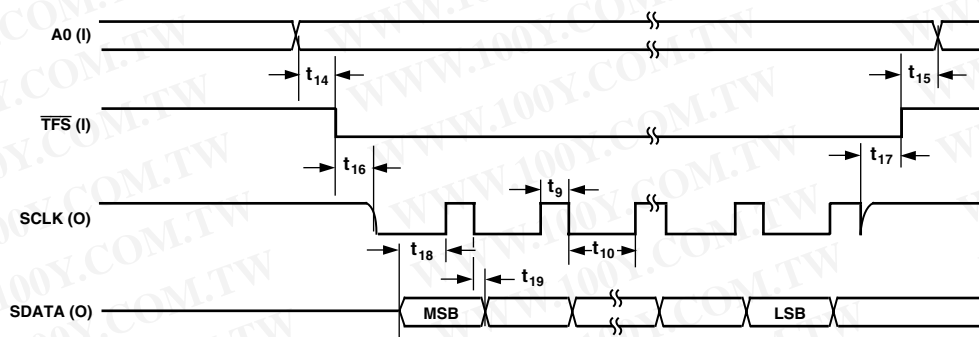 A0 (I)
t14
t15
TFS (I)
t16
t17
t9
SCLK (O)
t18
t10
t19
SDATA (O)
MSB
LSB
WWW.100Y.COM.TW